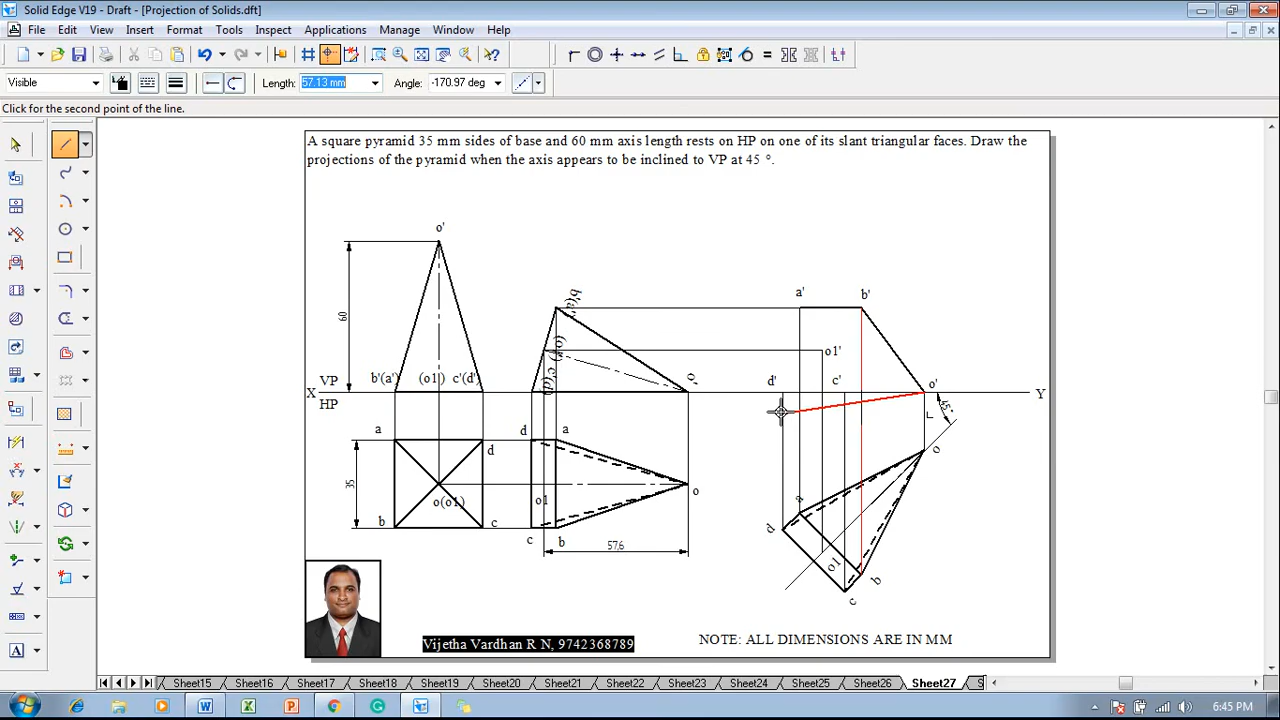 Solid Edge V19 - Draft - [Projection of Solids.dft]
File Edit View Insert Format Tools Inspect Applications Manage Window Help
Visible Length: 57.13 mm Angle: -170.97 deg
Click for the second point of the line.
A square pyramid 35 mm sides of base and 60 mm axis length rests on HP on one of its slant triangular faces. Draw the
projections of the pyramid when the axis appears to be inclined to VP at 45 °.
o'
60
b'(a') (o1) c'(d')
b'(a')
o'
a' b'
o1'
d' c' o'
X VP
HP
Y
45°
a d
35
o(o1)
b c
d a
o1 o
c b
57,6
o
a
d
o1
b
c
Vijetha Vardhan R N, 9742368789
NOTE: ALL DIMENSIONS ARE IN MM
Sheet15 Sheet16 Sheet17 Sheet18 Sheet19 Sheet20 Sheet21 Sheet22 Sheet23 Sheet24 Sheet25 Sheet26 Sheet27 S
6:45 PM